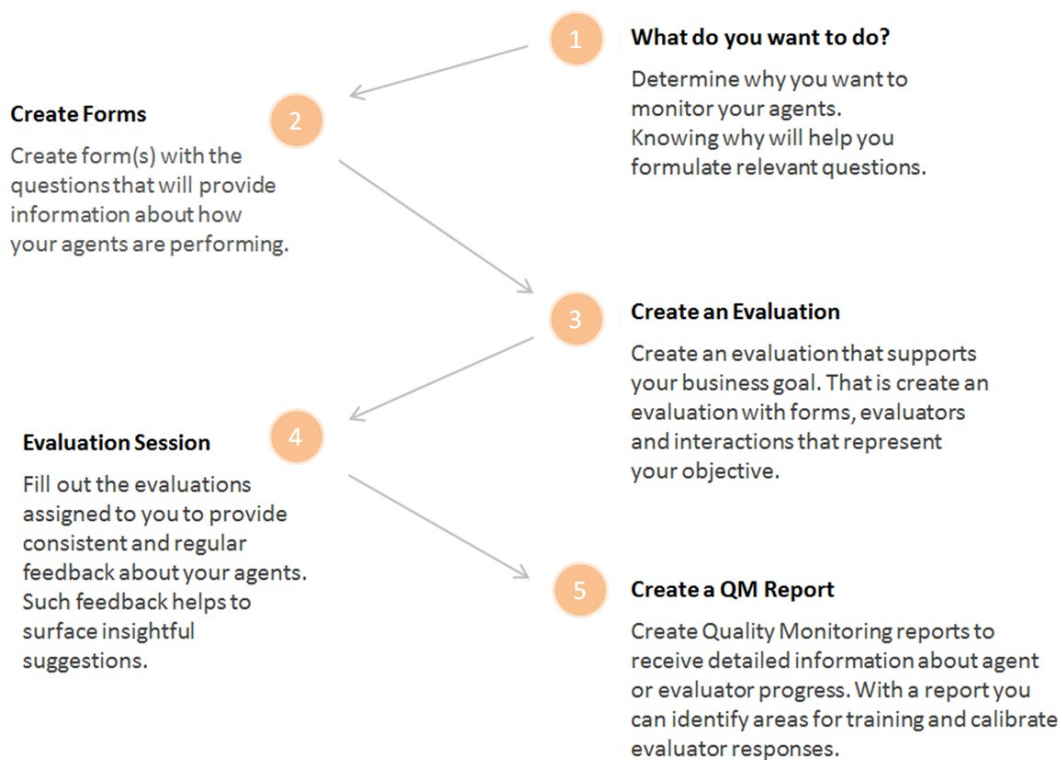 1
What do you want to do?
Determine why you want to
monitor your agents.
Knowing why will help you
formulate relevant questions.
2
Create Forms
Create form(s) with the
questions that will provide
information about how
your agents are performing.
3
Create an Evaluation
Create an evaluation that supports
your business goal. That is create an
evaluation with forms, evaluators
and interactions that represent
your objective.
4
Evaluation Session
Fill out the evaluations
assigned to you to provide
consistent and regular
feedback about your agents.
Such feedback helps to
surface insightful
suggestions.
5
Create a QM Report
Create Quality Monitoring reports to
receive detailed information about agent
or evaluator progress. With a report you
can identify areas for training and calibrate
evaluator responses.